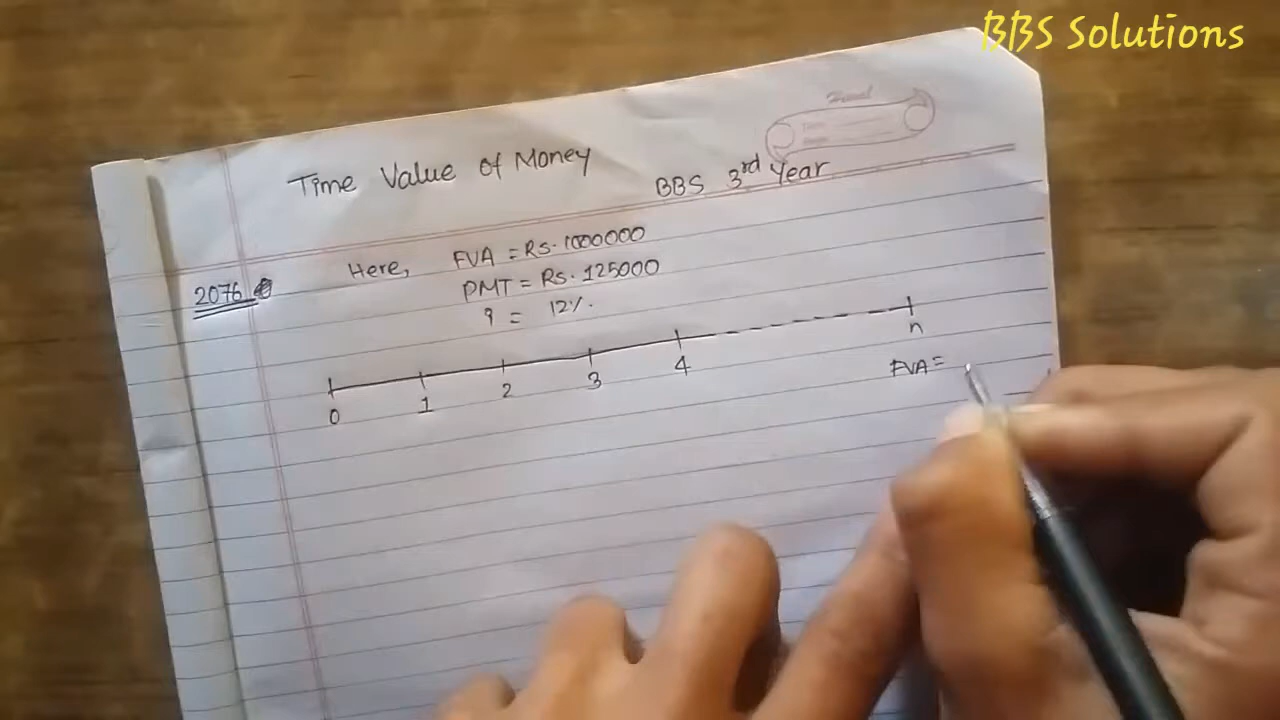 BBS Solutions
Time Value of Money
BBS 3rd Year
2076
Here, FVA = Rs. 1000000
PMT = Rs. 125000
i = 12%.
0 1 2 3 4 n
FVA =